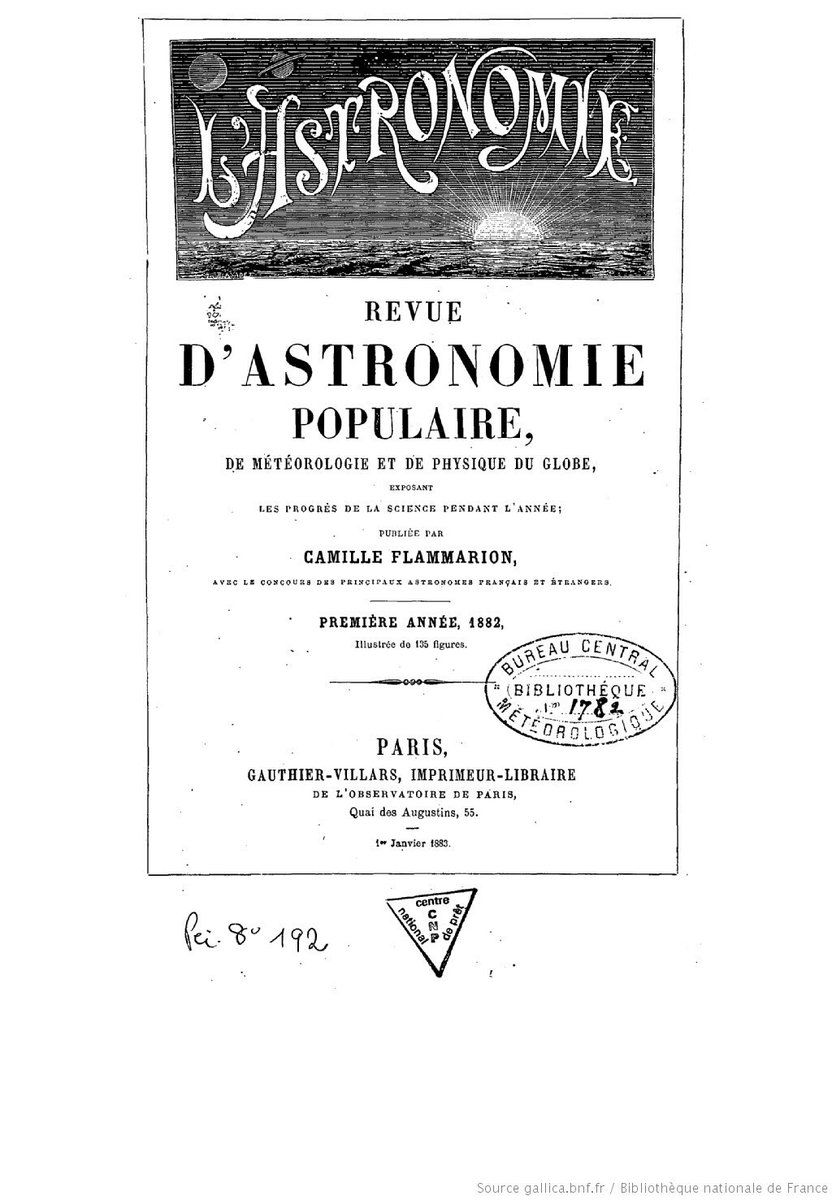 L'ASTRONOMIE
REVUE
D'ASTRONOMIE
POPULAIRE,
DE MÉTÉOROLOGIE ET DE PHYSIQUE DU GLOBE,
EXPOSANT
LES PROGRÈS DE LA SCIENCE PENDANT L'ANNÉE;
PUBLIÉE PAR
CAMILLE FLAMMARION,
AVEC LE CONCOURS DES PRINCIPAUX ASTRONOMES FRANÇAIS ET ÉTRANGERS.
PREMIÈRE ANNÉE, 1882,
Illustrée de 135 figures.
BUREAU CENTRAL
BIBLIOTHÉQUE
1782
MÉTÉOROLOGIQUE
PARIS,
GAUTHIER-VILLARS, IMPRIMEUR-LIBRAIRE
DE L'OBSERVATOIRE DE PARIS,
Quai des Augustins, 55.
1er Janvier 1883.
centre
national
CNP
de prêt
8º 192
Source gallica.bnf.fr / Bibliothèque nationale de France